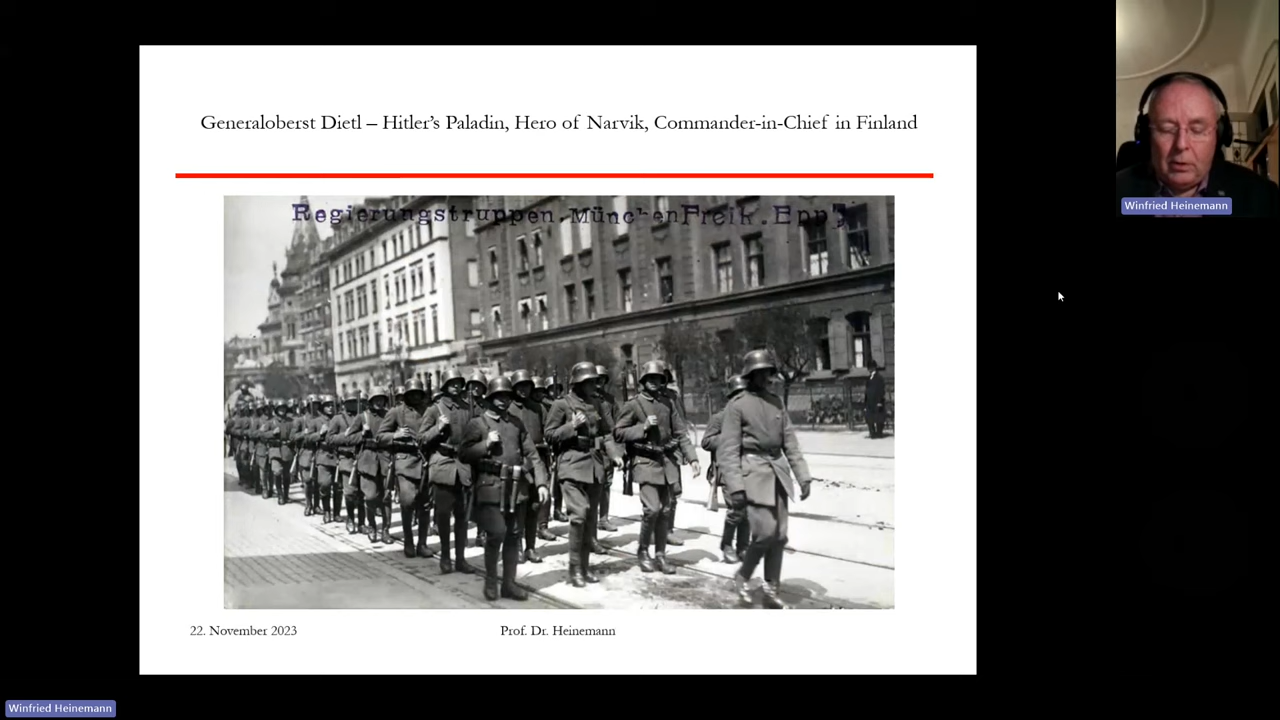 Generaloberst Dietl – Hitler’s Paladin, Hero of Narvik, Commander-in-Chief in Finland
Regierungstruppen. München Freik. Epp
22. November 2023
Prof. Dr. Heinemann
Winfried Heinemann
Winfried Heinemann